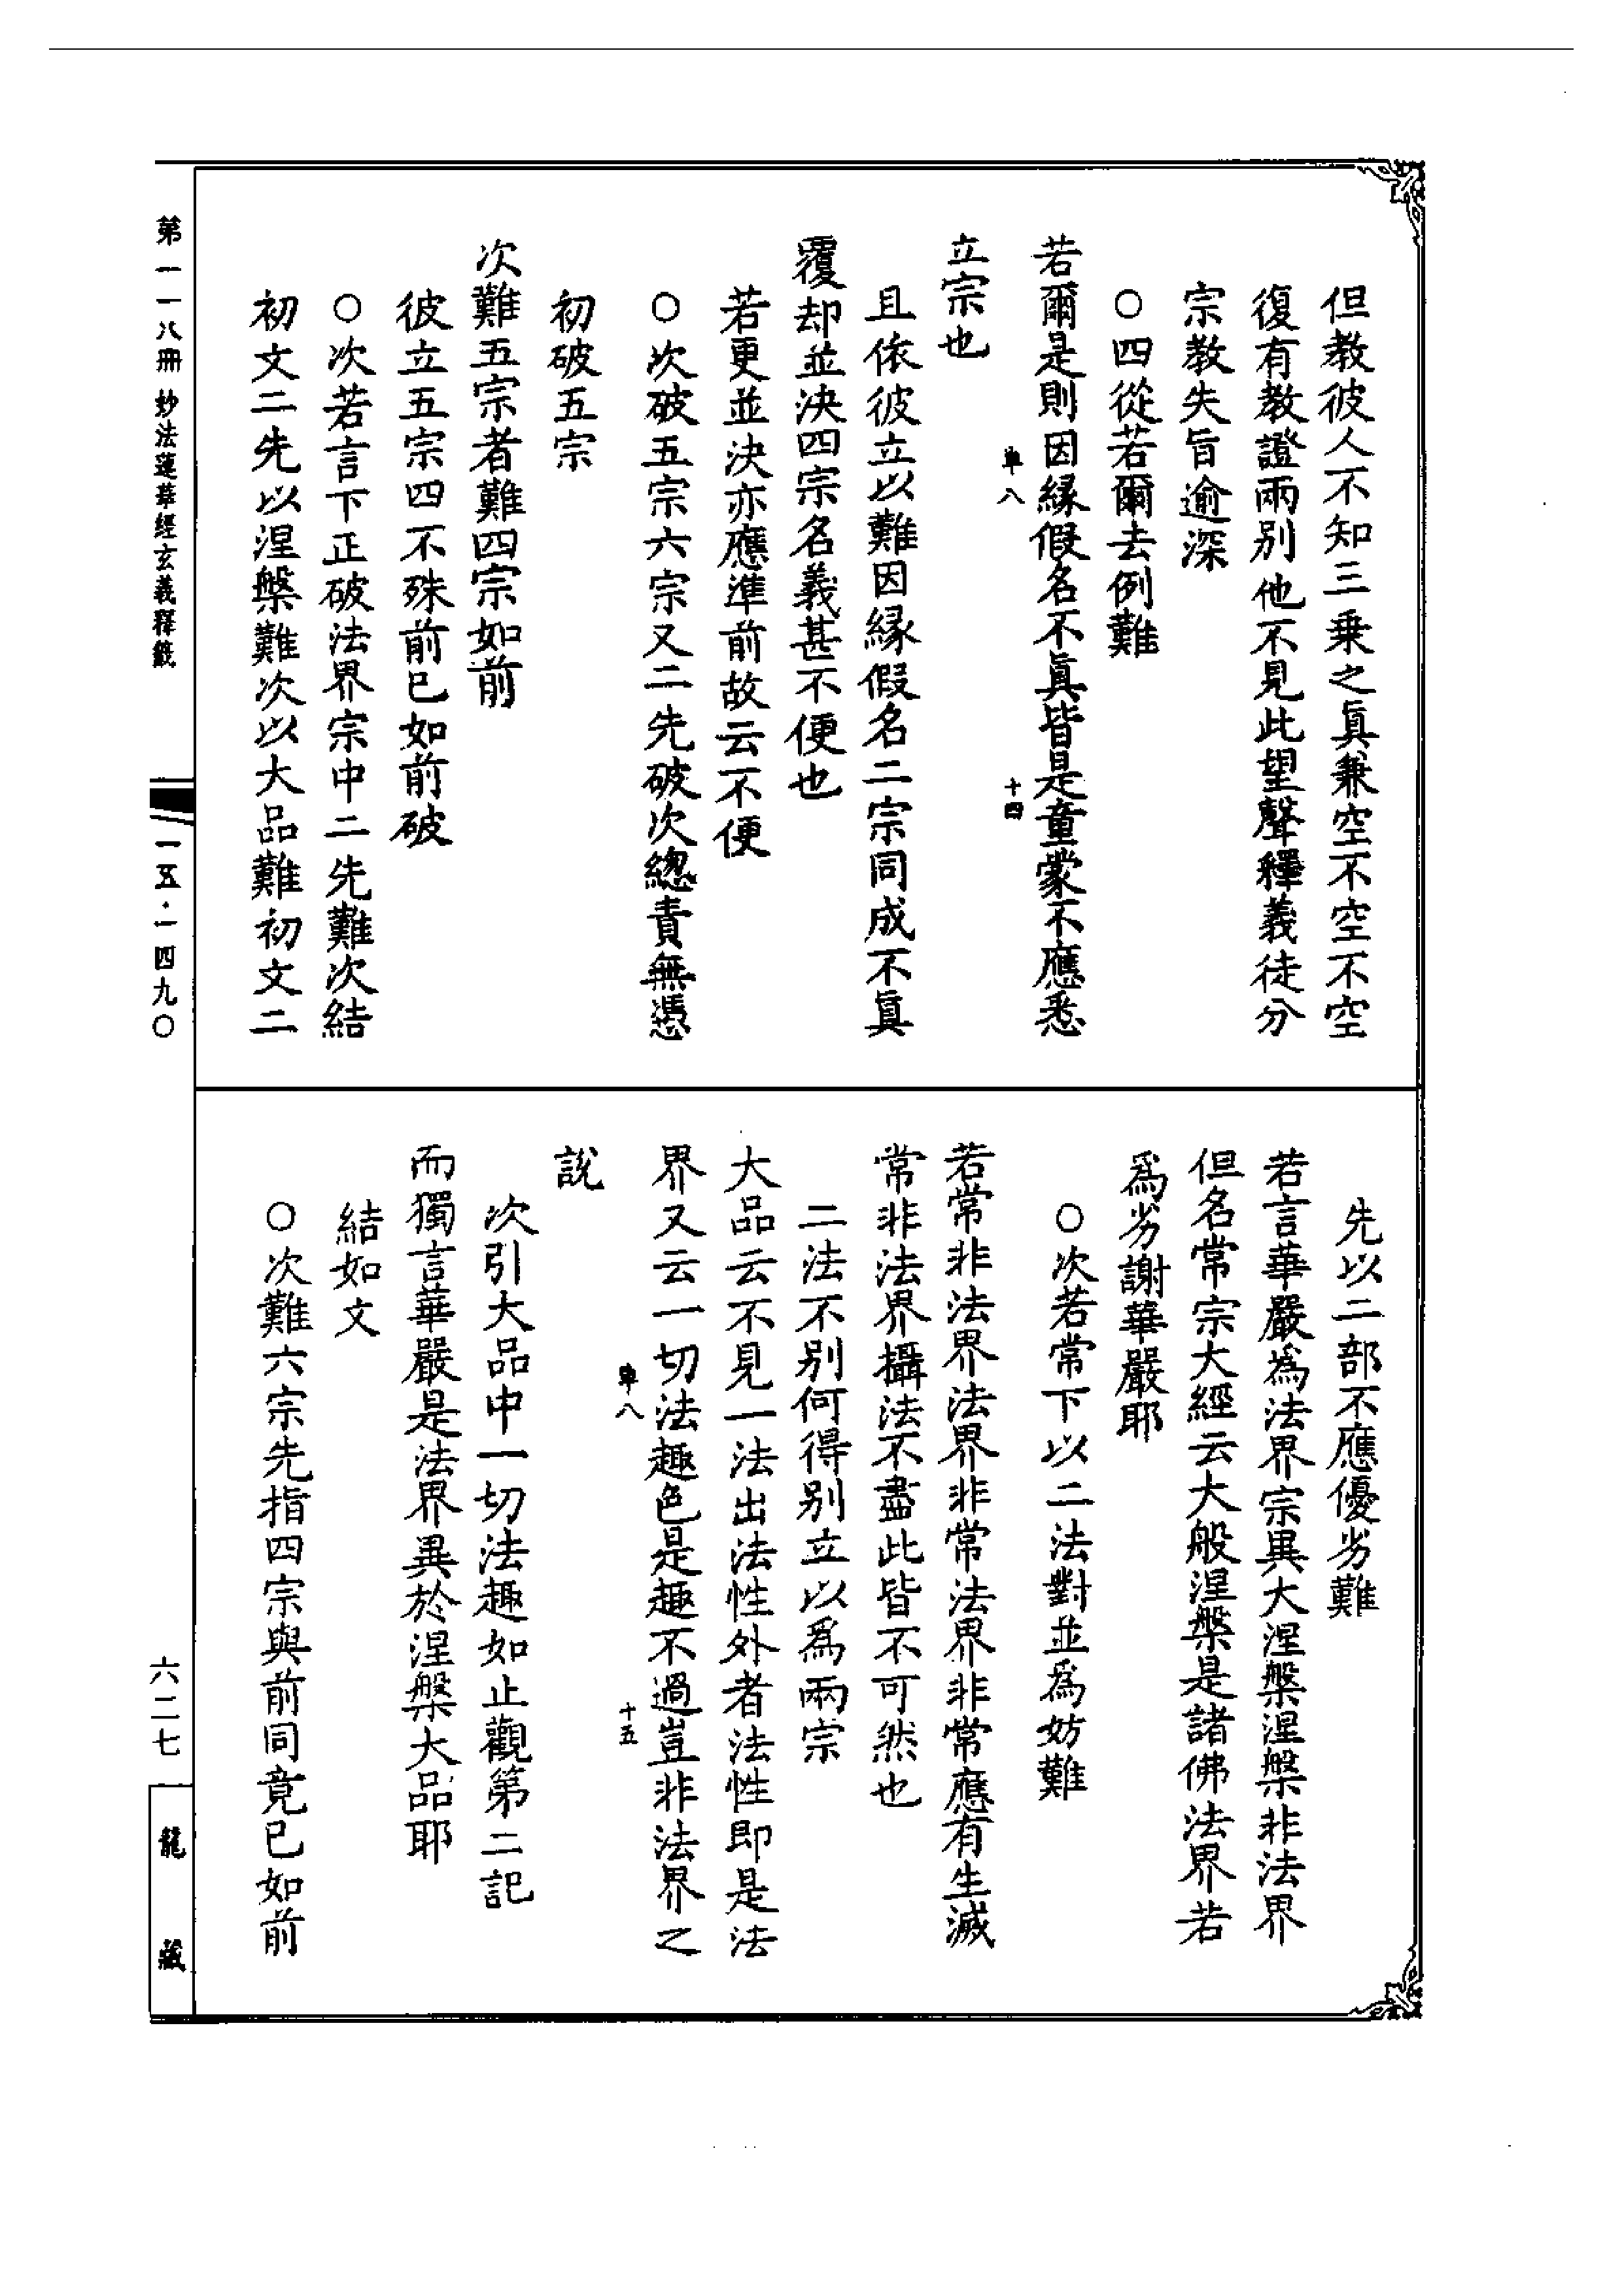 但教彼人不知三乗之眞兼空不空不空
復有教證兩別他不見此望聲釋義徒分
宗教失旨逾深
○四從若爾去例難
若爾是則因緣假名不眞皆是童蒙不應悉
車八 十四
立宗也
且依彼立以難因緣假名二宗同成不眞
覆却並決四宗名義甚不便也
若更並決亦應準前故云不便
○次破五宗六宗又二先破次總責無憑
初破五宗
次難五宗者難四宗如前
彼立五宗四不殊前已如前破
○次若言下正破法界宗中二先難次結
初文二先以涅槃難次以大品難初文二
先以二部不應優劣難
若言華嚴為法界宗異大涅槃涅槃非法界
但名常宗大經云大般涅槃是諸佛法界若
為劣謝華嚴耶
○次若常下以二法對並為妨難
若常非法界法界非常法界非常應有生滅
常非法界攝法不盡此皆不可然也
二法不別何得別立以為兩宗
大品云不見一法出法性外者法性即是法
界又云一切法趣色是趣不過豈非法界之
車八 十五
説
次引大品中一切法趣如止觀第二記
而獨言華嚴是法界異於涅槃大品耶
結如文
○次難六宗先指四宗與前同竟已如前
第一一八冊 妙法蓮華經玄義釋籤
一五·一四九〇
六二七
龍藏